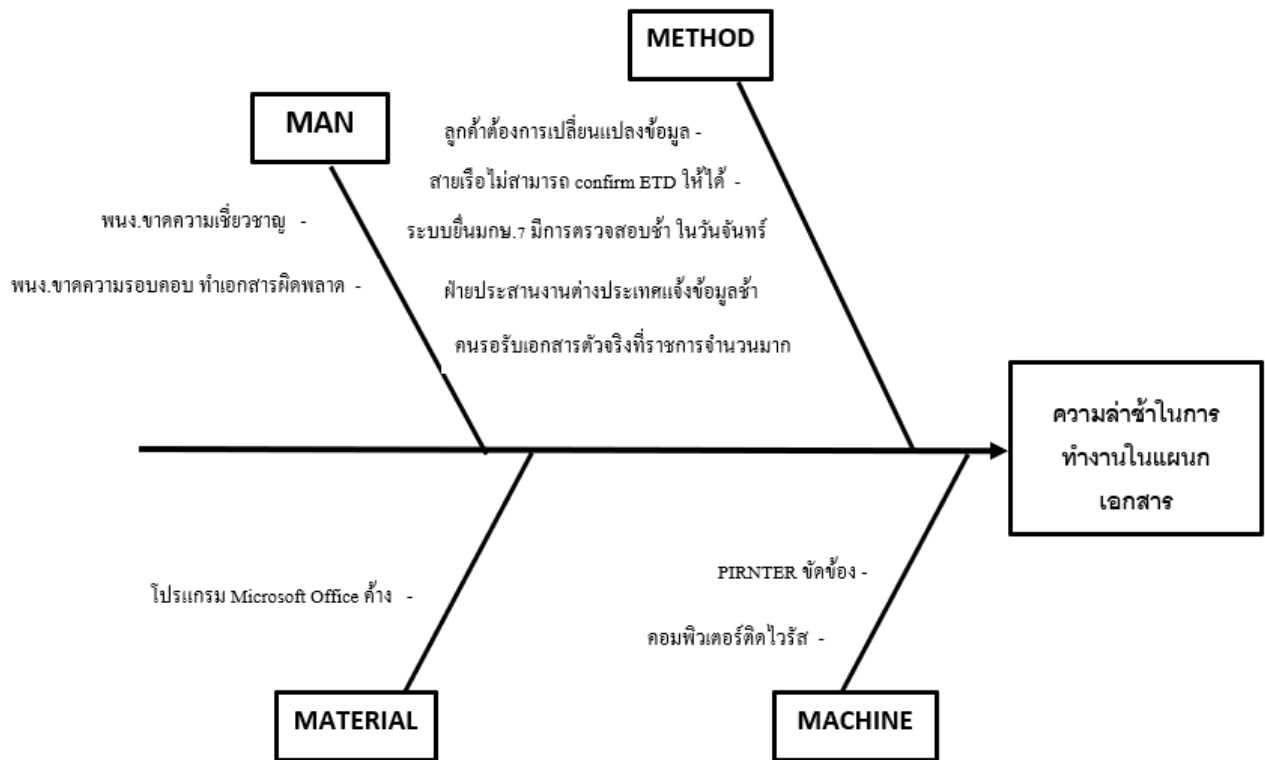 METHOD
MAN
ลูกค้าต้องการเปลี่ยนแปลงข้อมูล -
สายเรือไม่สามารถ confirm ETD ให้ได้ -
พนง.ขาดความเชี่ยวชาญ -
ระบบยื่นมกษ.7 มีการตรวจสอบช้า ในวันจันทร์
พนง.ขาดความรอบคอบ ทำเอกสารผิดพลาด -
ฝ่ายประสานงานต่างประเทศแจ้งข้อมูลช้า
คนรอรับเอกสารตัวจริงที่ราชการจำนวนมาก
ความล่าช้าในการ
ทำงานในแผนก
เอกสาร
โปรแกรม Microsoft Office ค้าง -
PIRNTER ขัดข้อง -
คอมพิวเตอร์ติดไวรัส -
MATERIAL
MACHINE